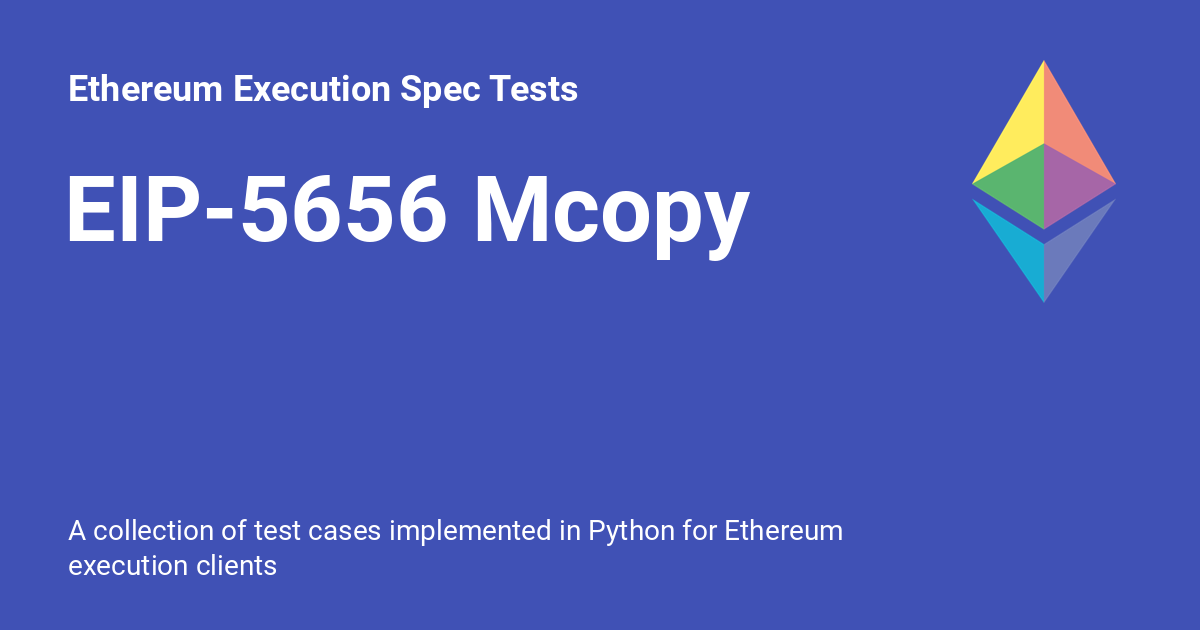 Ethereum Execution Spec Tests
EIP-5656 Mcopy
A collection of test cases implemented in Python for Ethereum
execution clients